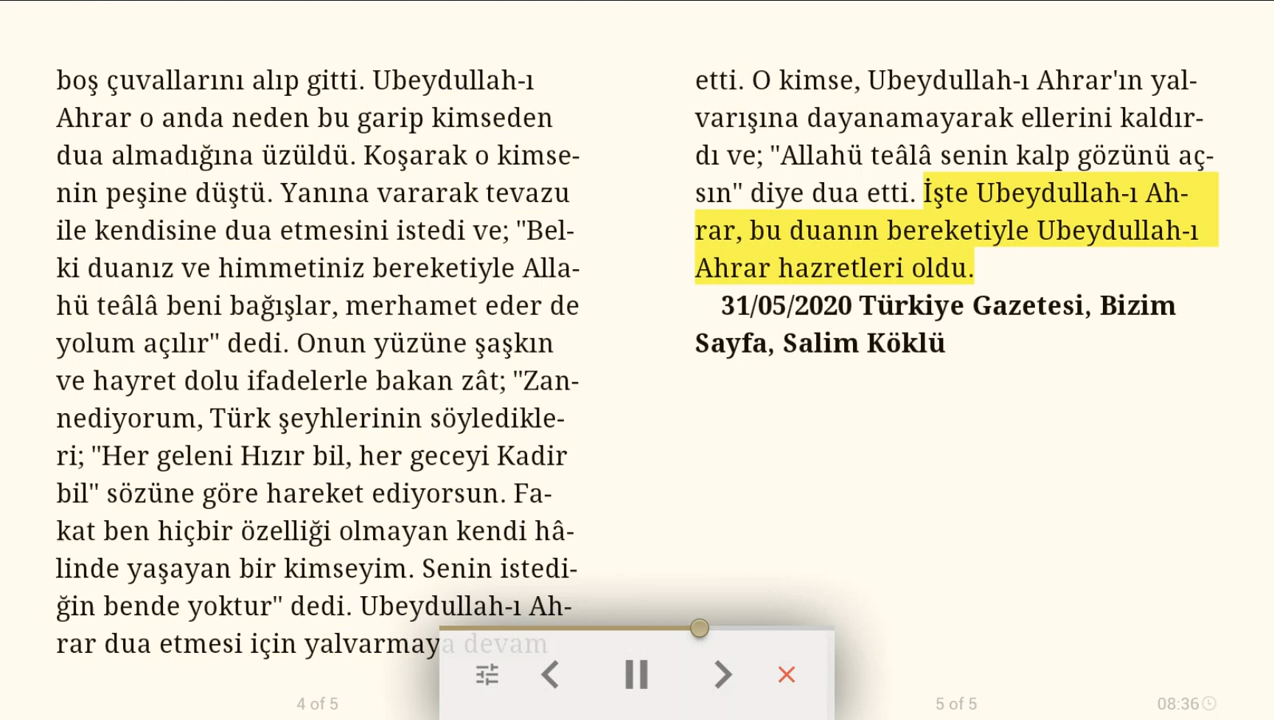 boş çuvallarını alıp gitti. Ubeydullah-ı
Ahrar o anda neden bu garip kimseden
dua almadığına üzüldü. Koşarak o kimse-
nin peşine düştü. Yanına vararak tevazu
ile kendisine dua etmesini istedi ve; "Bel-
ki duanız ve himmetiniz bereketiyle Alla-
hü teâlâ beni bağışlar, merhamet eder de
yolum açılır" dedi. Onun yüzüne şaşkın
ve hayret dolu ifadelerle bakan zât; "Zan-
nediyorum, Türk şeyhlerinin söyledikle-
ri; "Her geleni Hızır bil, her geceyi Kadir
bil" sözüne göre hareket ediyorsun. Fa-
kat ben hiçbir özelliği olmayan kendi hâ-
linde yaşayan bir kimseyim. Senin istedi-
ğin bende yoktur" dedi. Ubeydullah-ı Ah-
rar dua etmesi için yalvarmaya devam
4 of 5
etti. O kimse, Ubeydullah-ı Ahrar'ın yal-
varışına dayanamayarak ellerini kaldır-
dı ve; "Allahü teâlâ senin kalp gözünü aç-
sın" diye dua etti. İşte Ubeydullah-ı Ah-
rar, bu duanın bereketiyle Ubeydullah-ı
Ahrar hazretleri oldu.
31/05/2020 Türkiye Gazetesi, Bizim
Sayfa, Salim Köklü
5 of 5
08:36